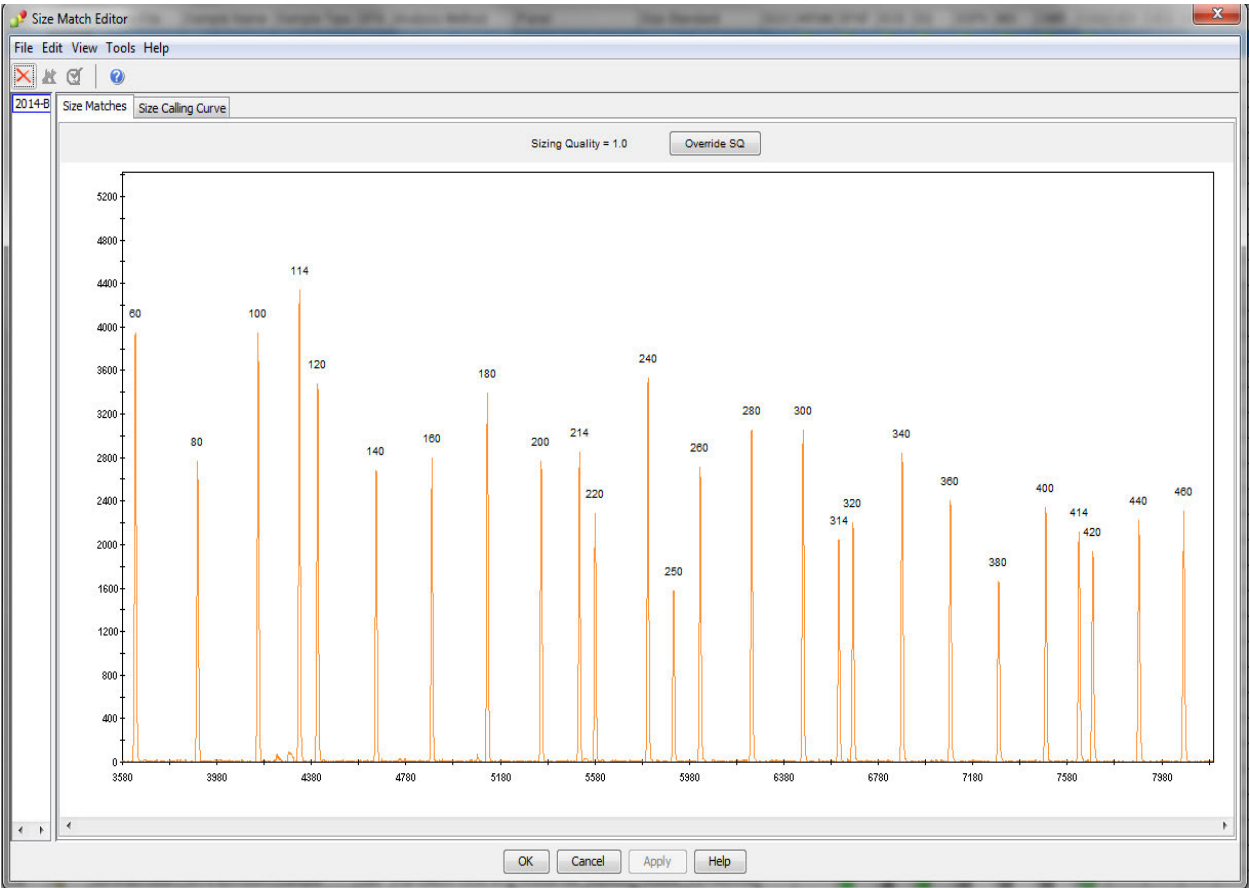 Size Match Editor
File Edit View Tools Help
2014-B Size Matches Size Calling Curve
Sizing Quality = 1.0 Override SQ
5200
4800
4400
4000
3600
3200
2800
2400
2000
1600
1200
800
400
0
60 80 100 114 120 140 160 180 200 214 220 240 250 260 280 300 314 320 340 360 380 400 414 420 440 460
3580 3980 4380 4780 5180 5580 5980 6380 6780 7180 7580 7980
OK Cancel Apply Help